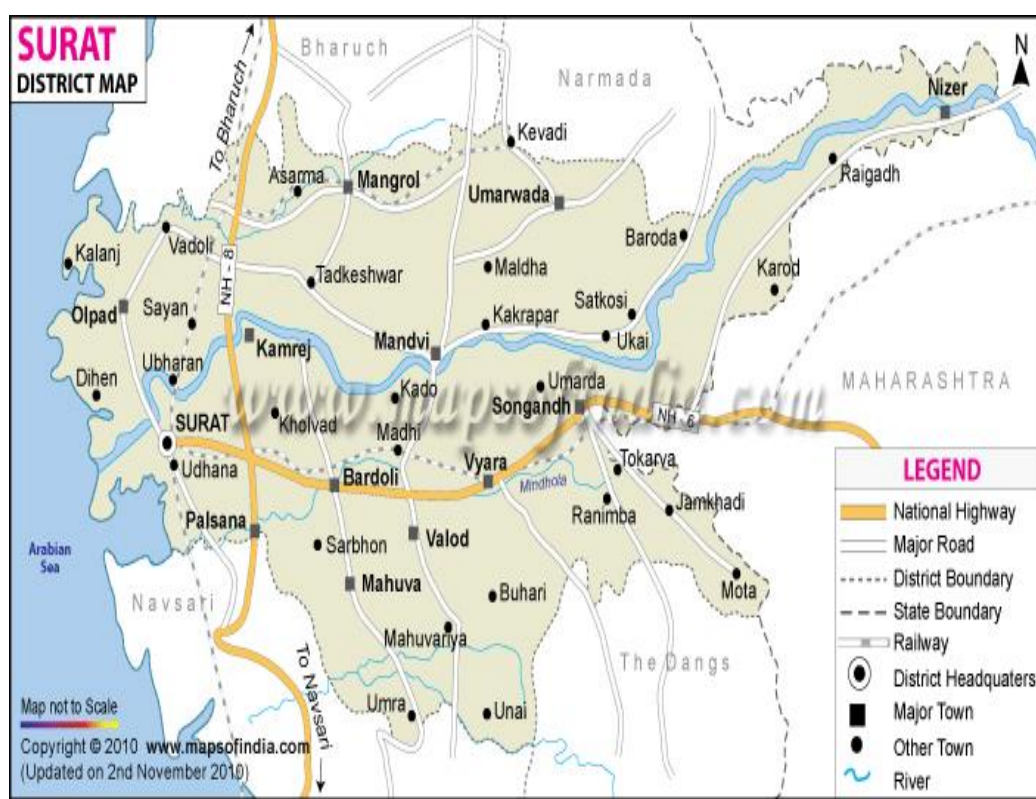 SURAT
DISTRICT MAP
To Bharuch
Bharuch
Narmada
N
Nizer
Kevadi
Asarma
Mangrol
Umarwada
Raigadh
Kalanj
Vadoli
Baroda
NH - 8
Tadkeshwar
Maldha
Karod
Olpad
Sayan
Satkosi
Kakrapar
Kamrej
Mandvi
Ukai
Dihen
Ubharan
Kado
Umarda
MAHARASHTRA
www.mapsofindia.com
Songandh
NH - 6
SURAT
Kholvad
Madhi
Udhana
Bardoli
Vyara
Mindhola
Tokarva
Ranimba
Jamkhadi
Palsana
Sarbhon
Valod
Arabian
Sea
Navsari
Mahuva
Buhari
Mota
Mahuvariya
The Dangs
To Navsari
Umra
Unai
LEGEND
National Highway
Major Road
District Boundary
State Boundary
Railway
District Headquaters
Major Town
Other Town
River
Map not to Scale
Copyright © 2010 www.mapsofindia.com
(Updated on 2nd November 2010)